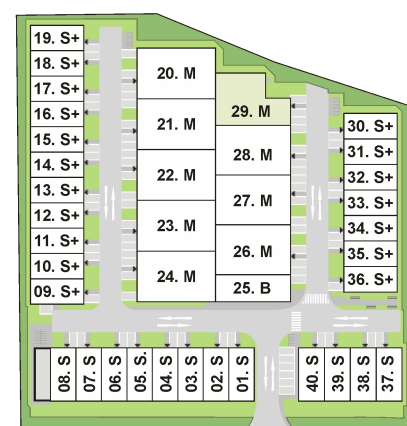 19. S+
18. S+
17. S+
16. S+
15. S+
14. S+
13. S+
12. S+
11. S+
10. S+
09. S+
20. M
21. M
22. M
23. M
24. M
29. M
28. M
27. M
26. M
25. B
30. S+
31. S+
32. S+
33. S+
34. S+
35. S+
36. S+
08. S
07. S
06. S
05. S.
04. S
03. S
02. S
01. S
40. S
39. S
38. S
37. S